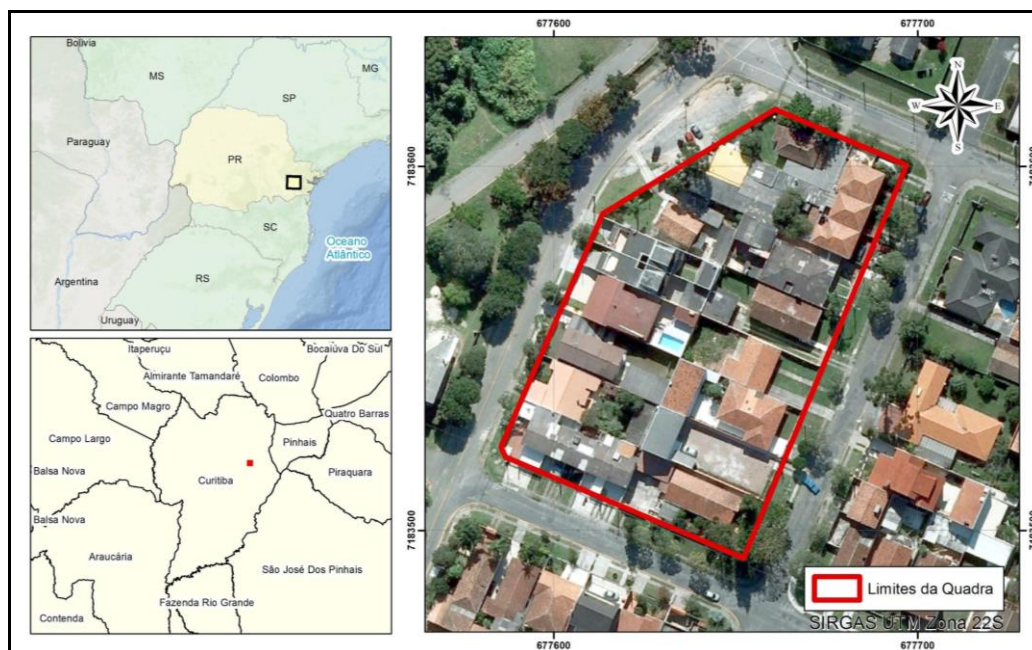 Bolivia
MS
MG
SP
Paraguay
PR
SC
Argentina
RS
Oceano
Atlântico
Uruguay
Itaperuçu
Bocaiúva Do Sul
Almirante Tamandaré
Colombo
Campo Magro
Quatro Barras
Campo Largo
Pinhais
Balsa Nova
Curitiba
Piraquara
Balsa Nova
Araucária
São José Dos Pinhais
Fazenda Rio Grande
Contenda
677600
677700
N
W
E
S
7183600
7183600
7183500
7183500
Limites da Quadra
SIRGAS UTM Zona 22S
677600
677700